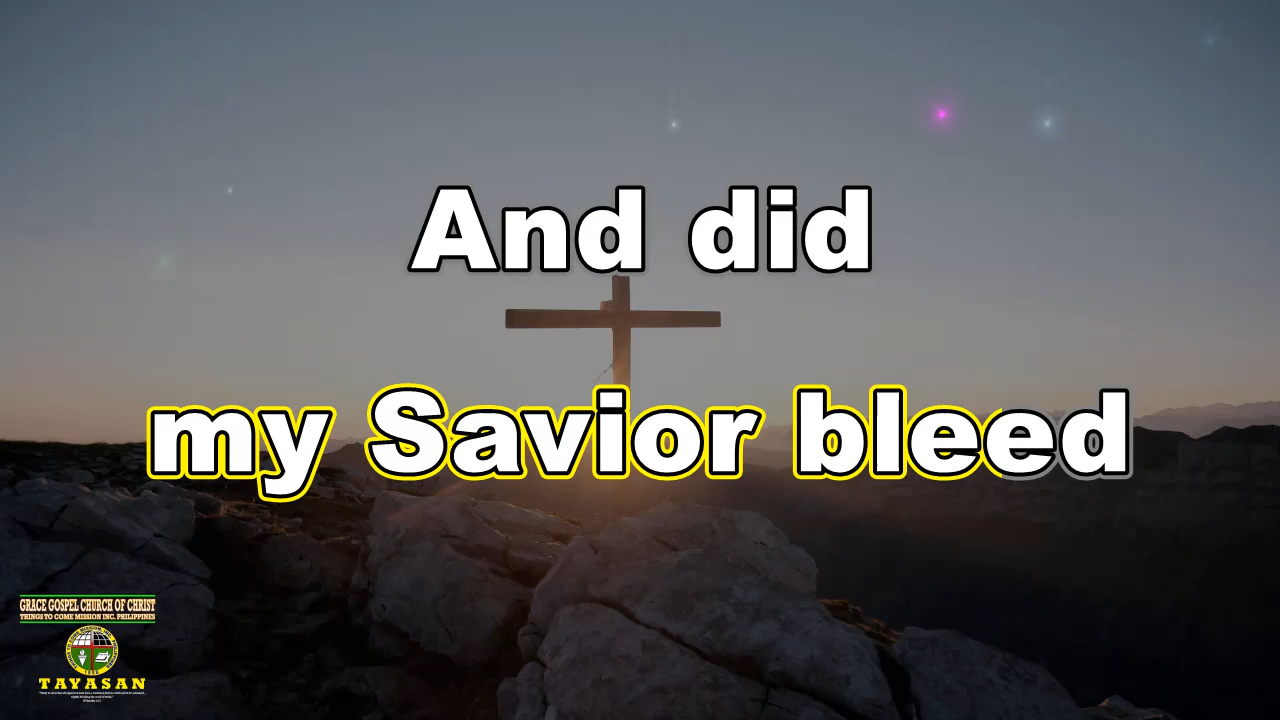 And did
my Savior bleed
GRACE GOSPEL CHURCH OF CHRIST
THINGS TO COME MISSION INC. PHILIPPINES
TAYASAN